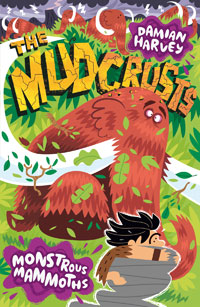 THE
DAMIAN
HARVEY
MUDCRUSTS
MONSTROUS
MAMMOTHS